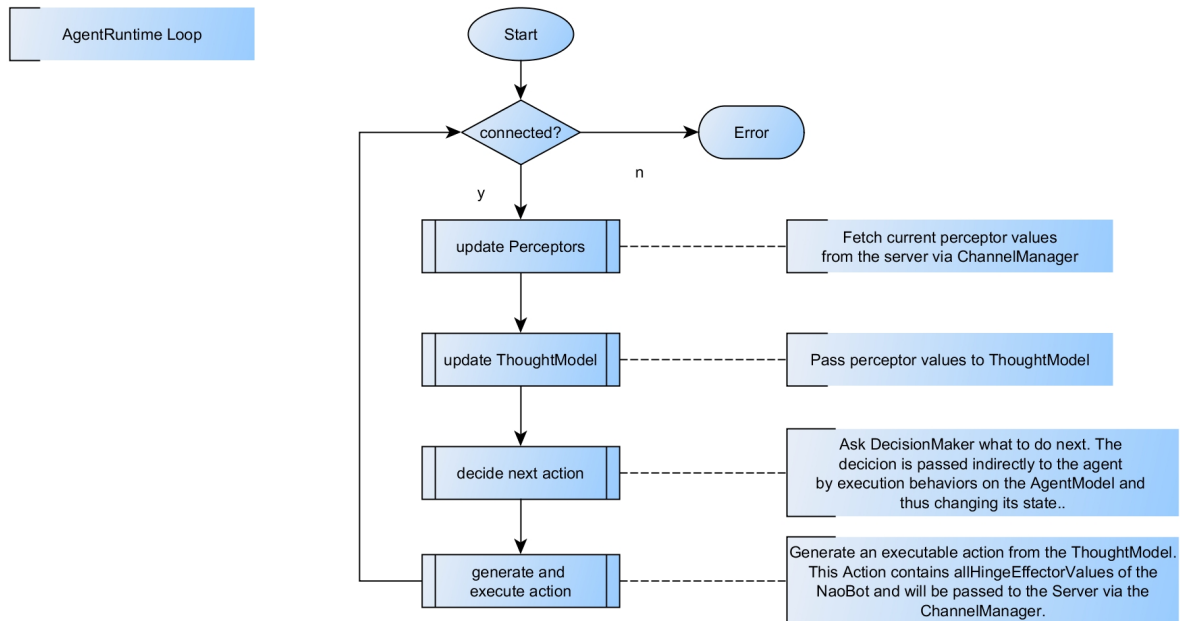 AgentRuntime Loop
Start
connected?
Error
n
y
update Perceptors
Fetch current perceptor values
from the server via ChannelManager
update ThoughtModel
Pass perceptor values to ThoughtModel
decide next action
Ask DecisionMaker what to do next. The
decicion is passed indirectly to the agent
by execution behaviors on the AgentModel and
thus changing its state..
generate and
execute action
Generate an executable action from the ThoughtModel.
This Action contains allHingeEffectorValues of the
NaoBot and will be passed to the Server via the
ChannelManager.